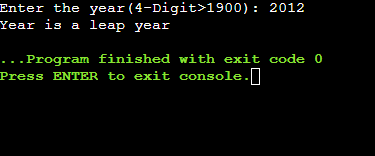 Enter the year(4-Digit>1900): 2012
Year is a leap year
...Program finished with exit code 0
Press ENTER to exit console.